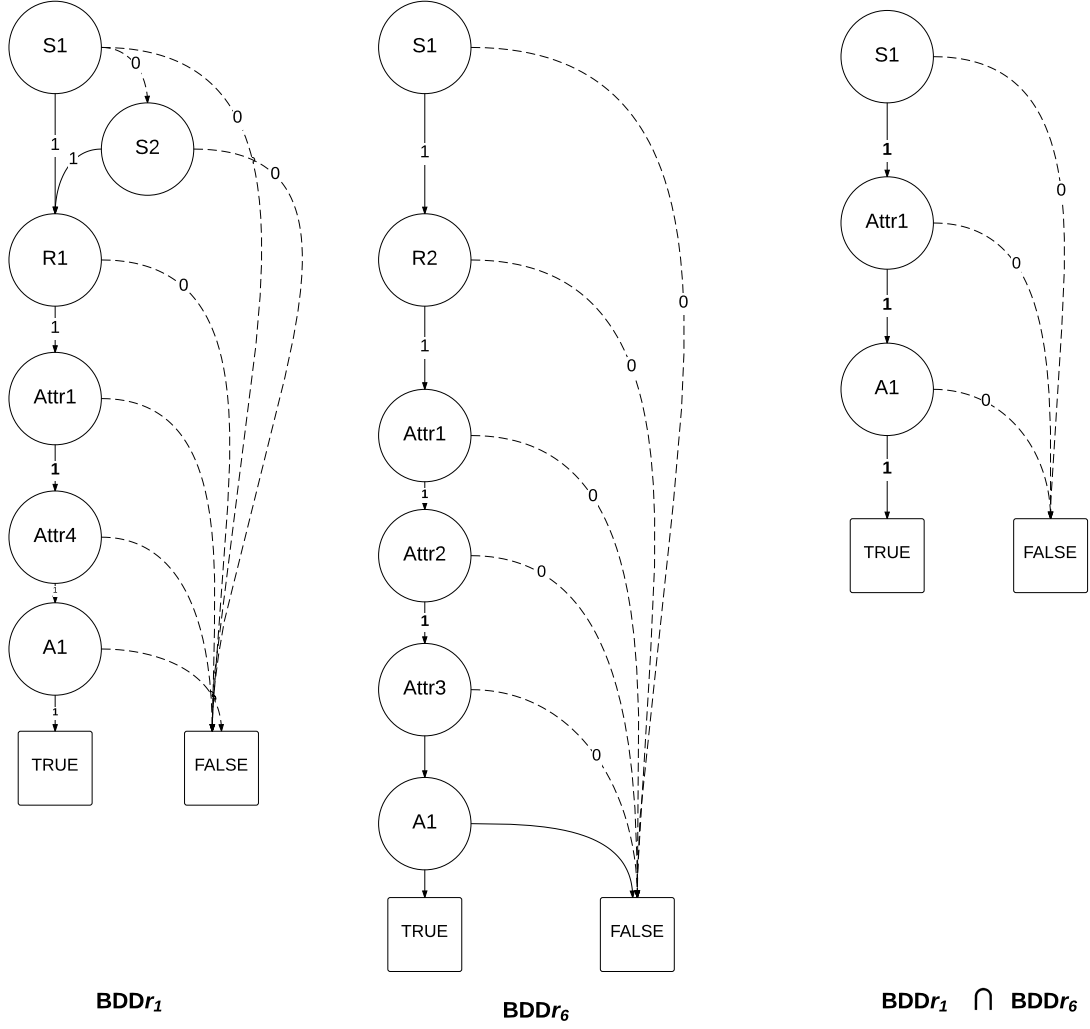 S1
0
0
1
S2
1
0
R1
0
1
Attr1
1
Attr4
1
A1
1
TRUE
FALSE
BDDr1
S1
1
0
R2
1
0
Attr1
0
1
Attr2
0
1
Attr3
0
A1
TRUE
FALSE
BDDr6
S1
1
0
Attr1
0
1
A1
0
1
TRUE
FALSE
BDDr1 ⋂ BDDr6